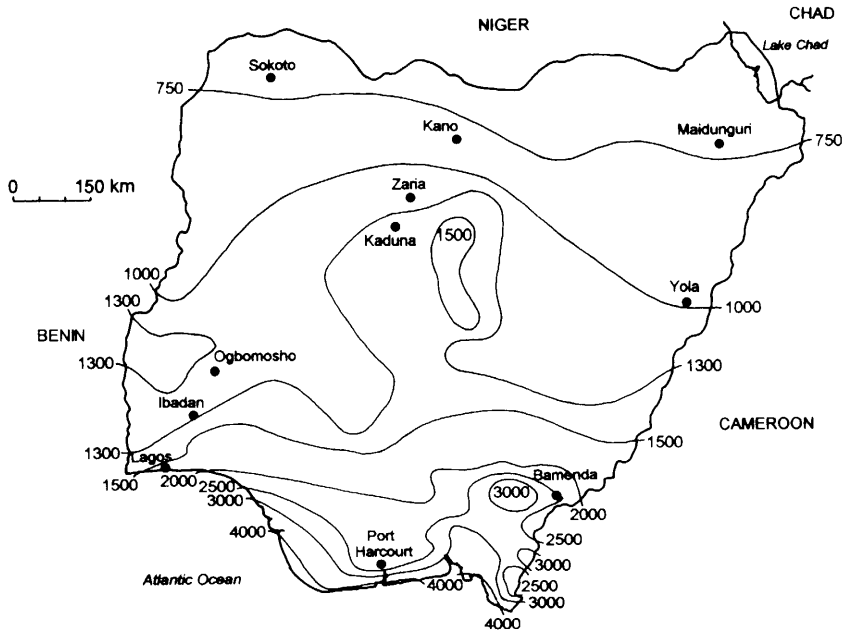 NIGER
CHAD
Lake Chad
Sokoto
750
Kano
Maidunguri
750
0 150 km
Zaria
Kaduna
1500
1000
1300
Yola
1000
BENIN
1300
Ogbomosho
1300
Ibadan
CAMEROON
1500
1300
Lagos
1500
2000
2500
3000
Bamenda
3000
2000
4000
Port
Harcourt
2500
3000
Atlantic Ocean
4000
2500
3000
4000